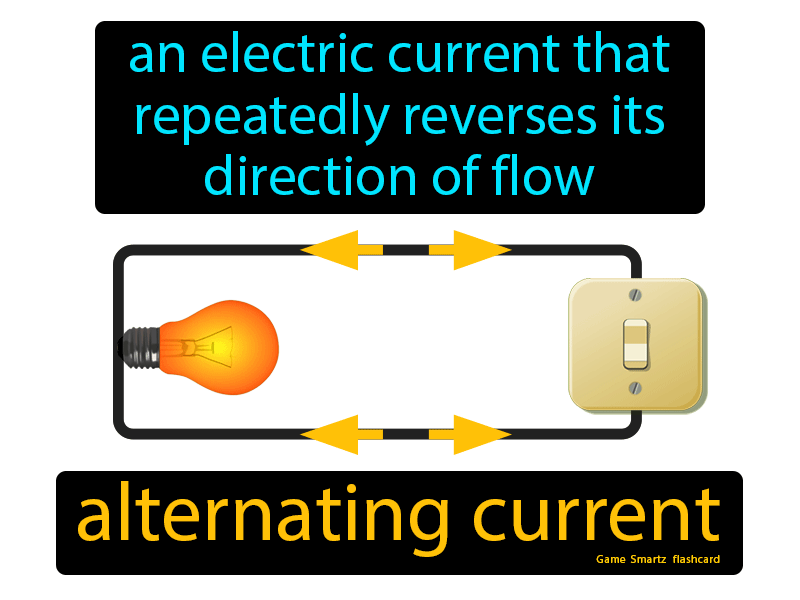 an electric current that
repeatedly reverses its
direction of flow
alternating current
Game Smartz flashcard